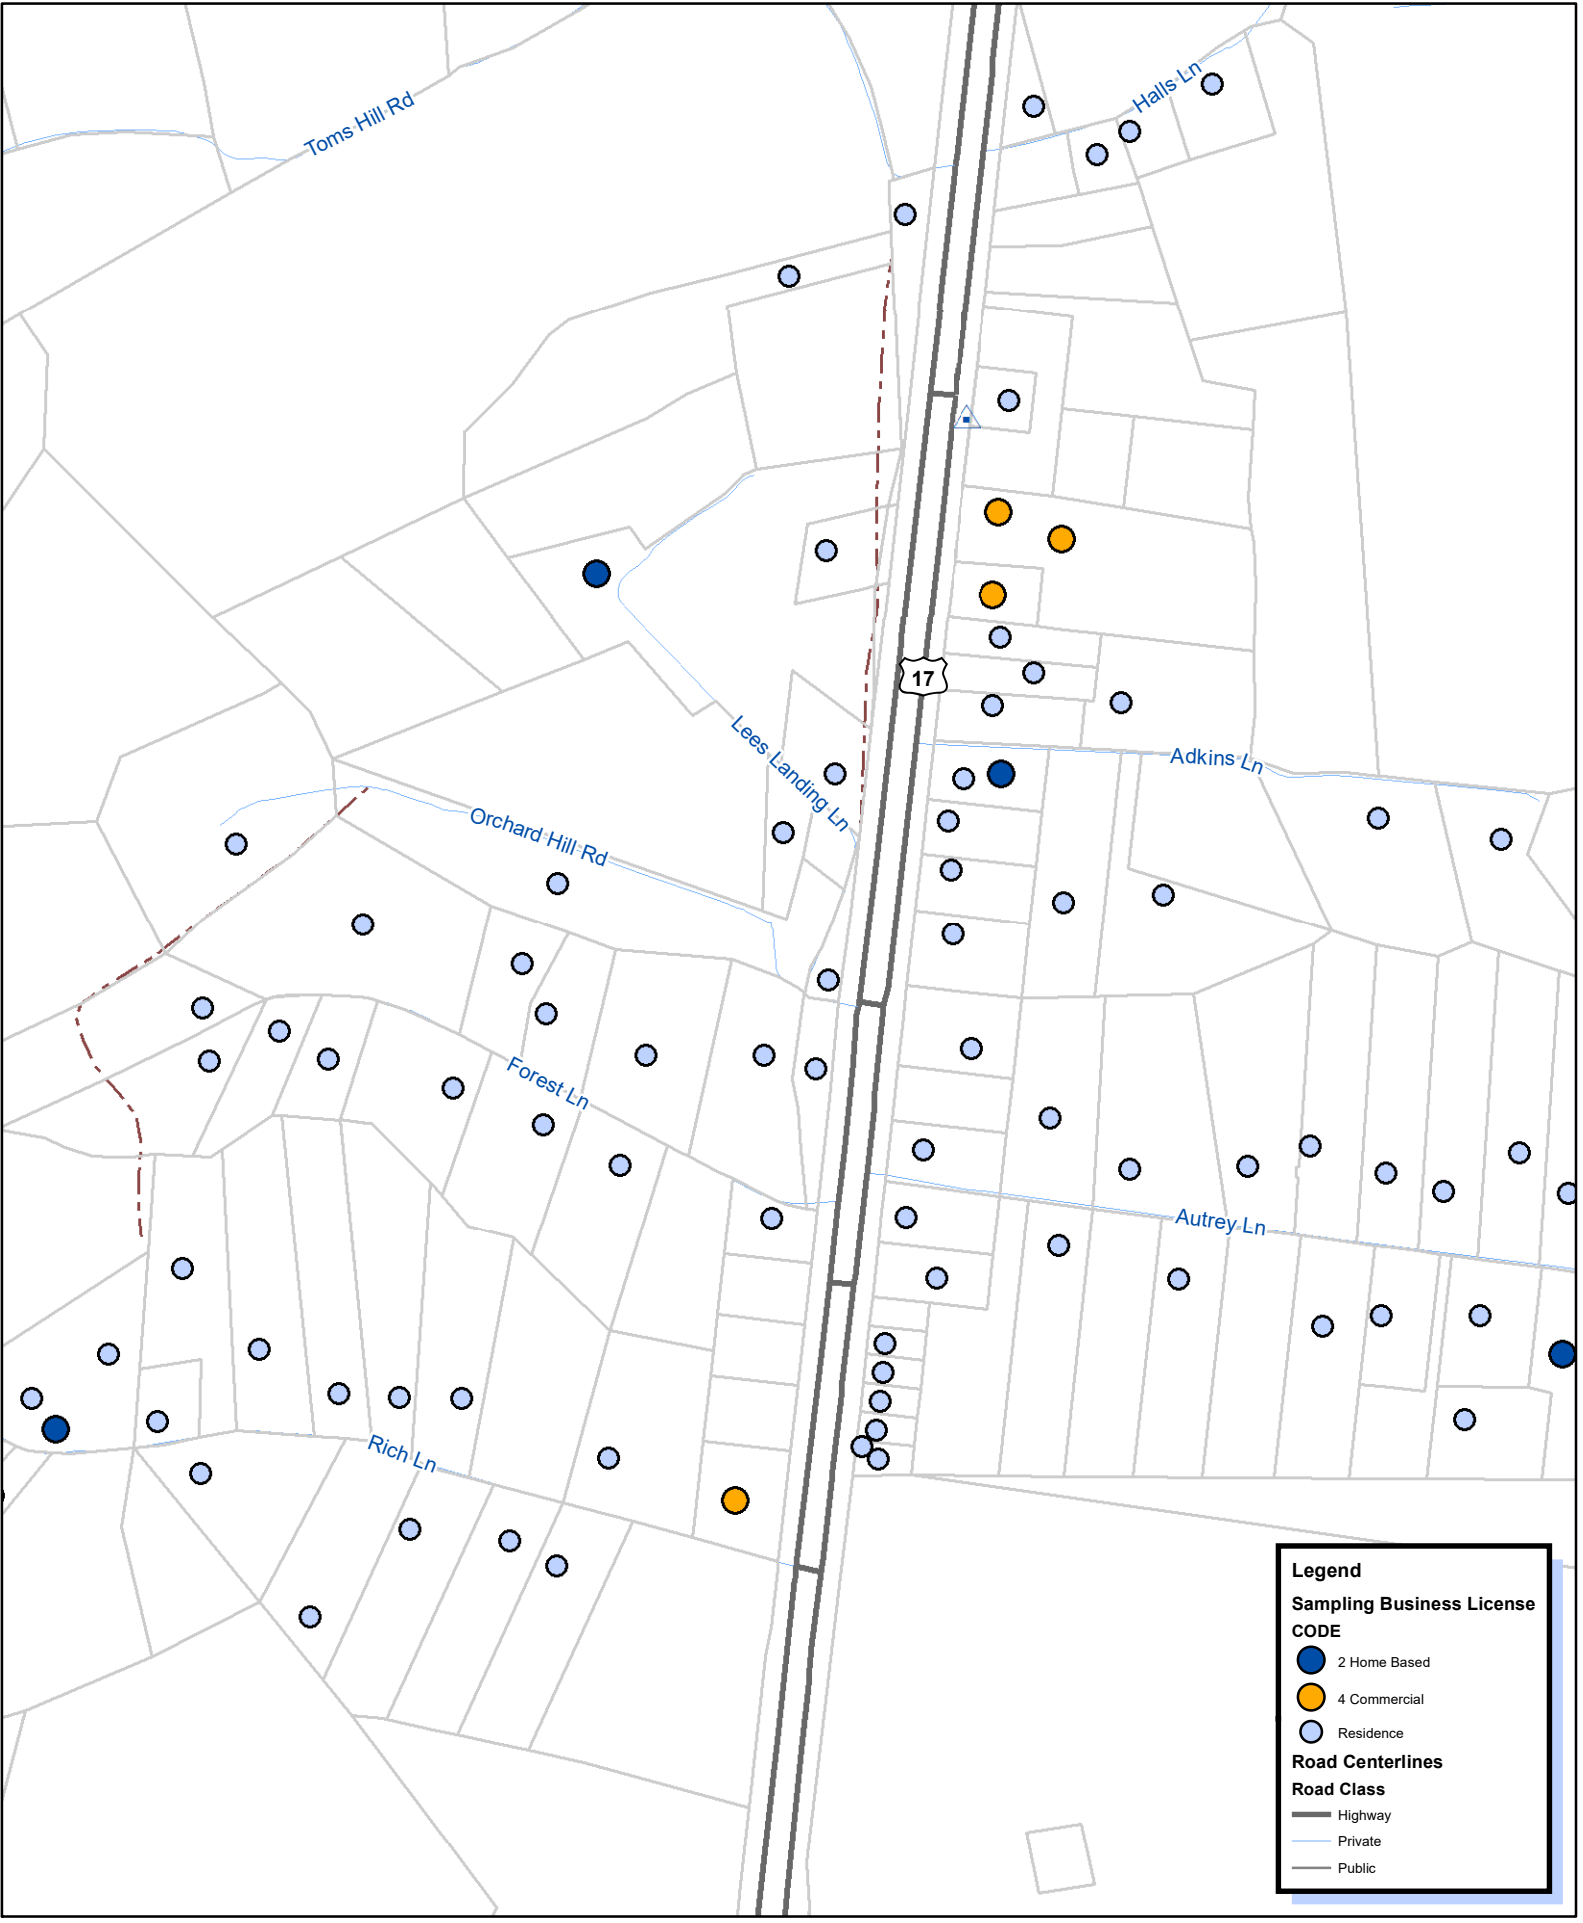 Toms Hill Rd
Halls Ln
17
Lees Landing Ln
Adkins Ln
Orchard Hill Rd
Forest Ln
Autrey Ln
Rich Ln
Legend
Sampling Business License
CODE
2 Home Based
4 Commercial
Residence
Road Centerlines
Road Class
Highway
Private
Public